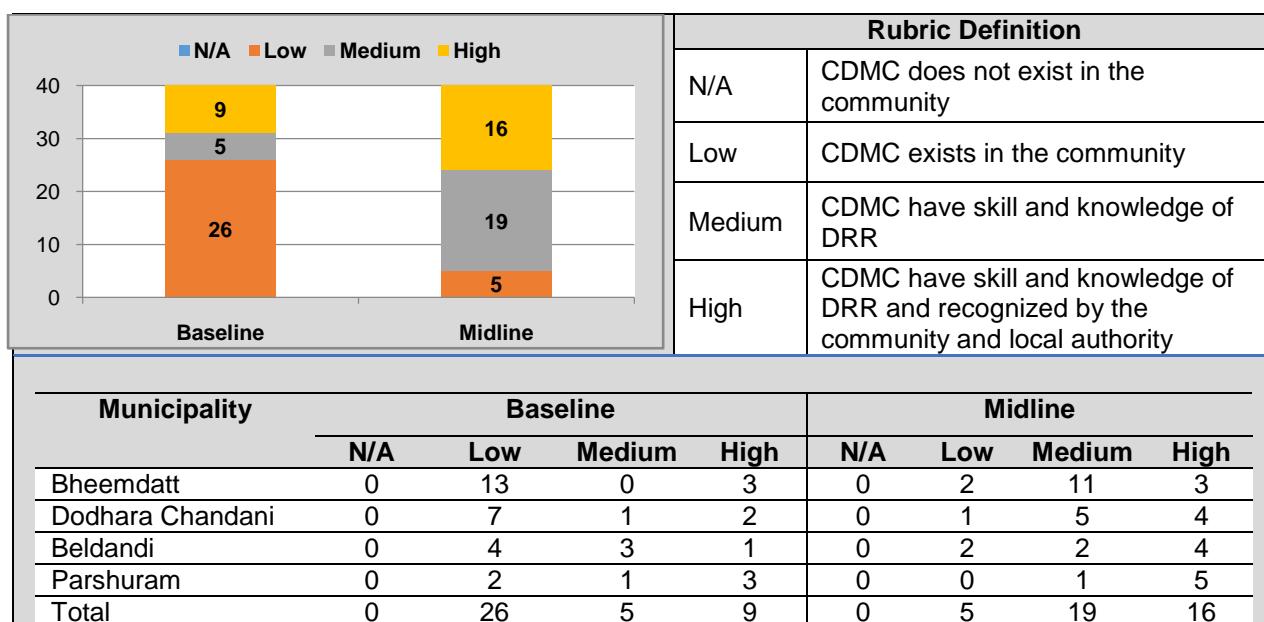 N/A Low Medium High
40
30
20
10
0
9
5
26
16
19
5
Baseline Midline
Rubric Definition
N/A CDMC does not exist in the
community
Low CDMC exists in the community
Medium CDMC have skill and knowledge of
DRR
High CDMC have skill and knowledge of
DRR and recognized by the
community and local authority
Municipality Baseline Midline
N/A Low Medium High N/A Low Medium High
Bheemdatt 0 13 0 3 0 2 11 3
Dodhara Chandani 0 7 1 2 0 1 5 4
Beldandi 0 4 3 1 0 2 2 4
Parshuram 0 2 1 3 0 0 1 5
Total 0 26 5 9 0 5 19 16